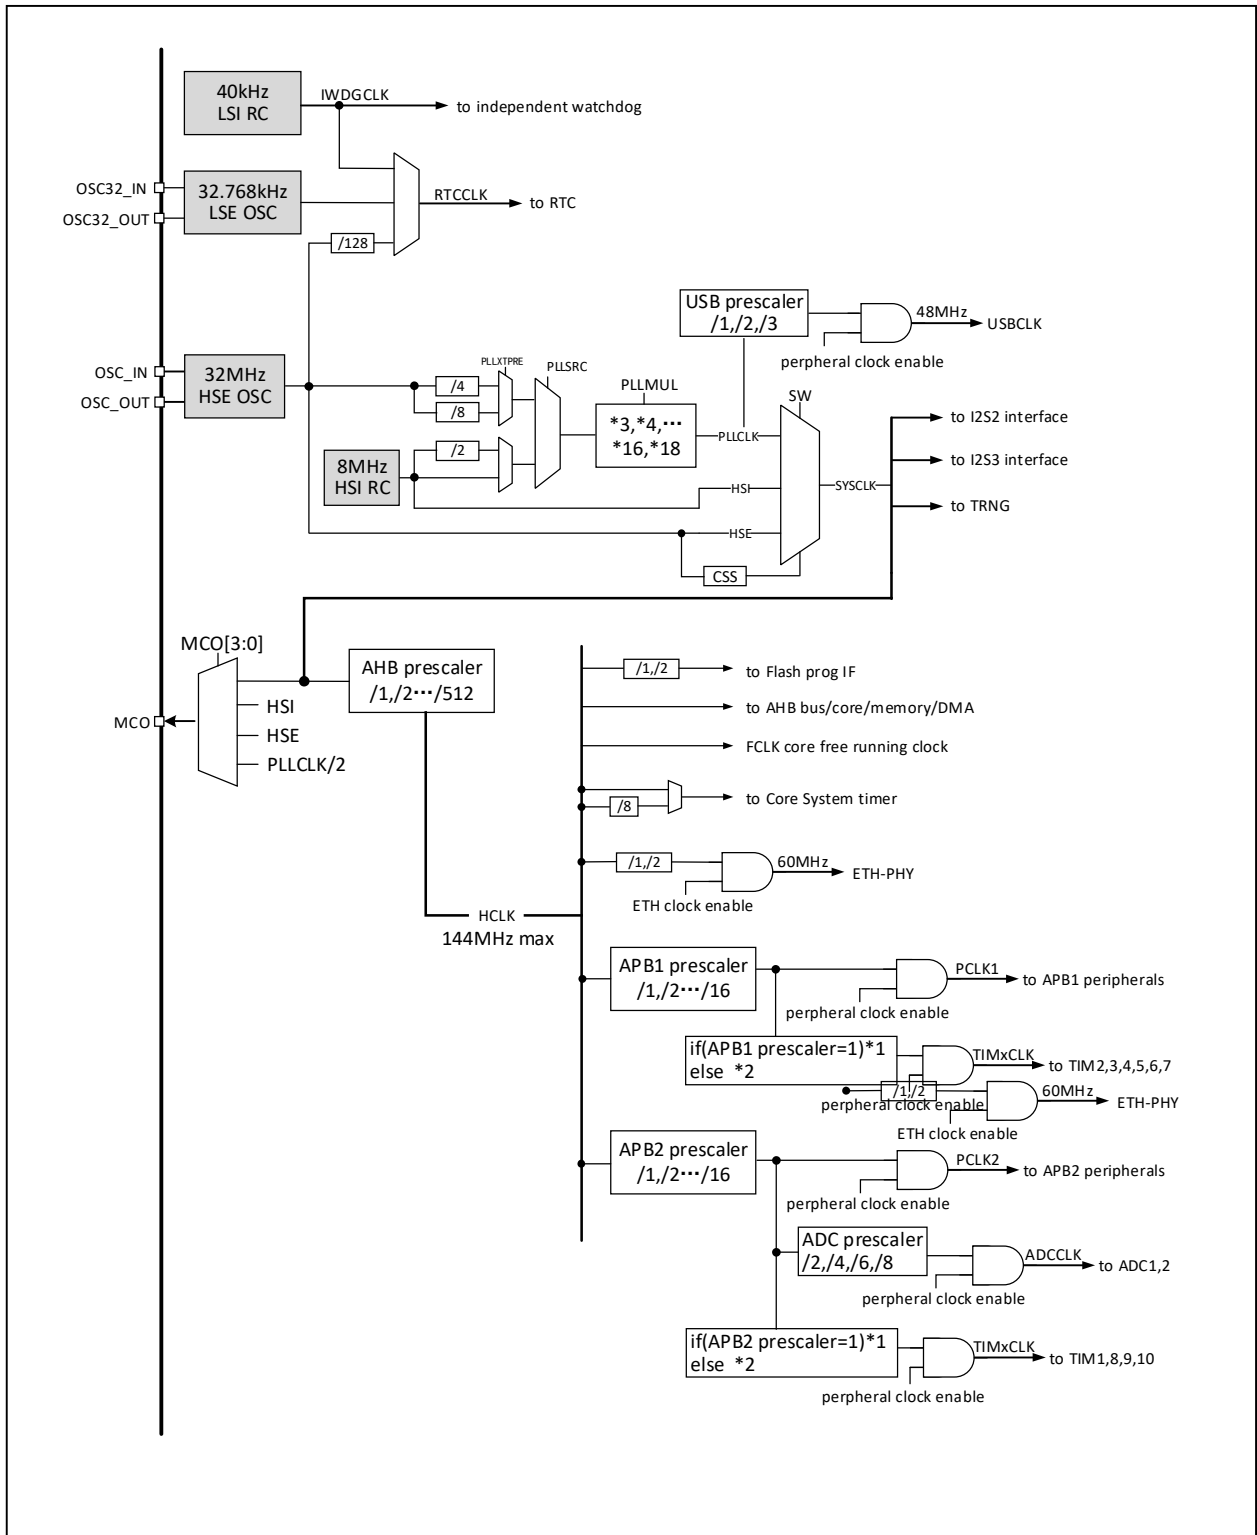 40kHz
LSI RC
IWDGCLK
to independent watchdog
OSC32_IN
OSC32_OUT
32.768kHz
LSE OSC
RTCCLK
to RTC
/128
USB prescaler
/1,/2,/3
48MHz
USBCLK
perpheral clock enable
OSC_IN
OSC_OUT
32MHz
HSE OSC
PLLXTPRE
PLLSRC
/4
/8
PLLMUL
*3,*4,···
*16,*18
PLLCLK
SW
to I2S2 interface
to I2S3 interface
to TRNG
/2
8MHz
HSI RC
HSI
SYSCLK
HSE
CSS
MCO[3:0]
MCO
HSI
HSE
PLLCLK/2
AHB prescaler
/1,/2···/512
/1,/2
to Flash prog IF
to AHB bus/core/memory/DMA
FCLK core free running clock
/8
to Core System timer
/1,/2
60MHz
ETH-PHY
ETH clock enable
HCLK
144MHz max
APB1 prescaler
/1,/2···/16
PCLK1
to APB1 peripherals
perpheral clock enable
if(APB1 prescaler=1)*1
else *2
TIMxCLK
to TIM2,3,4,5,6,7
/1,/2
perpheral clock enable
60MHz
ETH-PHY
ETH clock enable
APB2 prescaler
/1,/2···/16
PCLK2
to APB2 peripherals
perpheral clock enable
ADC prescaler
/2,/4,/6,/8
ADCCLK
to ADC1,2
perpheral clock enable
if(APB2 prescaler=1)*1
else *2
TIMxCLK
to TIM1,8,9,10
perpheral clock enable